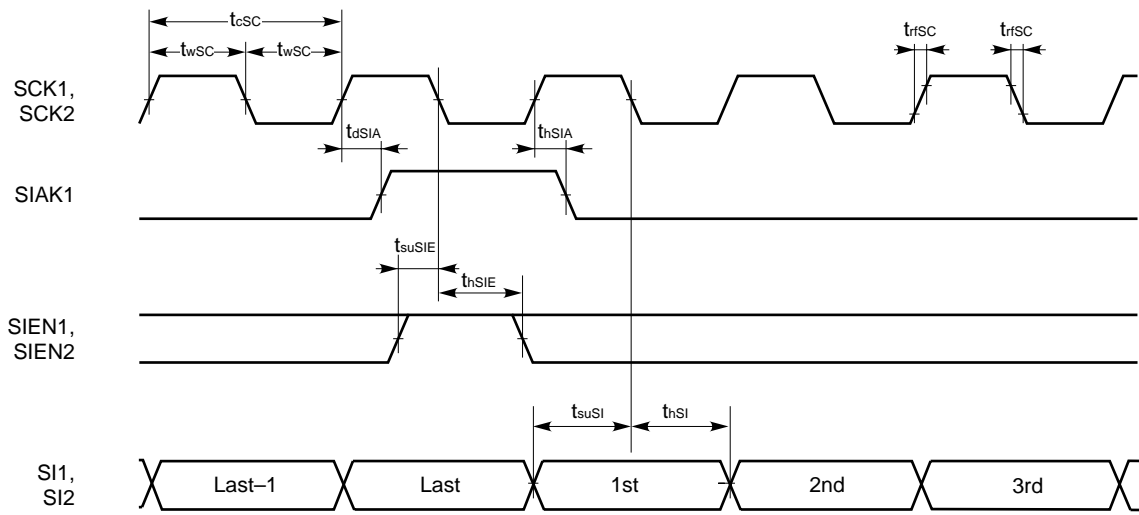 tcSC
twSC twSC trfSC trfSC
SCK1,
SCK2
tdSIA thSIA
SIAK1
tsuSIE
thSIE
SIEN1,
SIEN2
tsuSI thSI
SI1,
SI2
Last–1 Last 1st 2nd 3rd